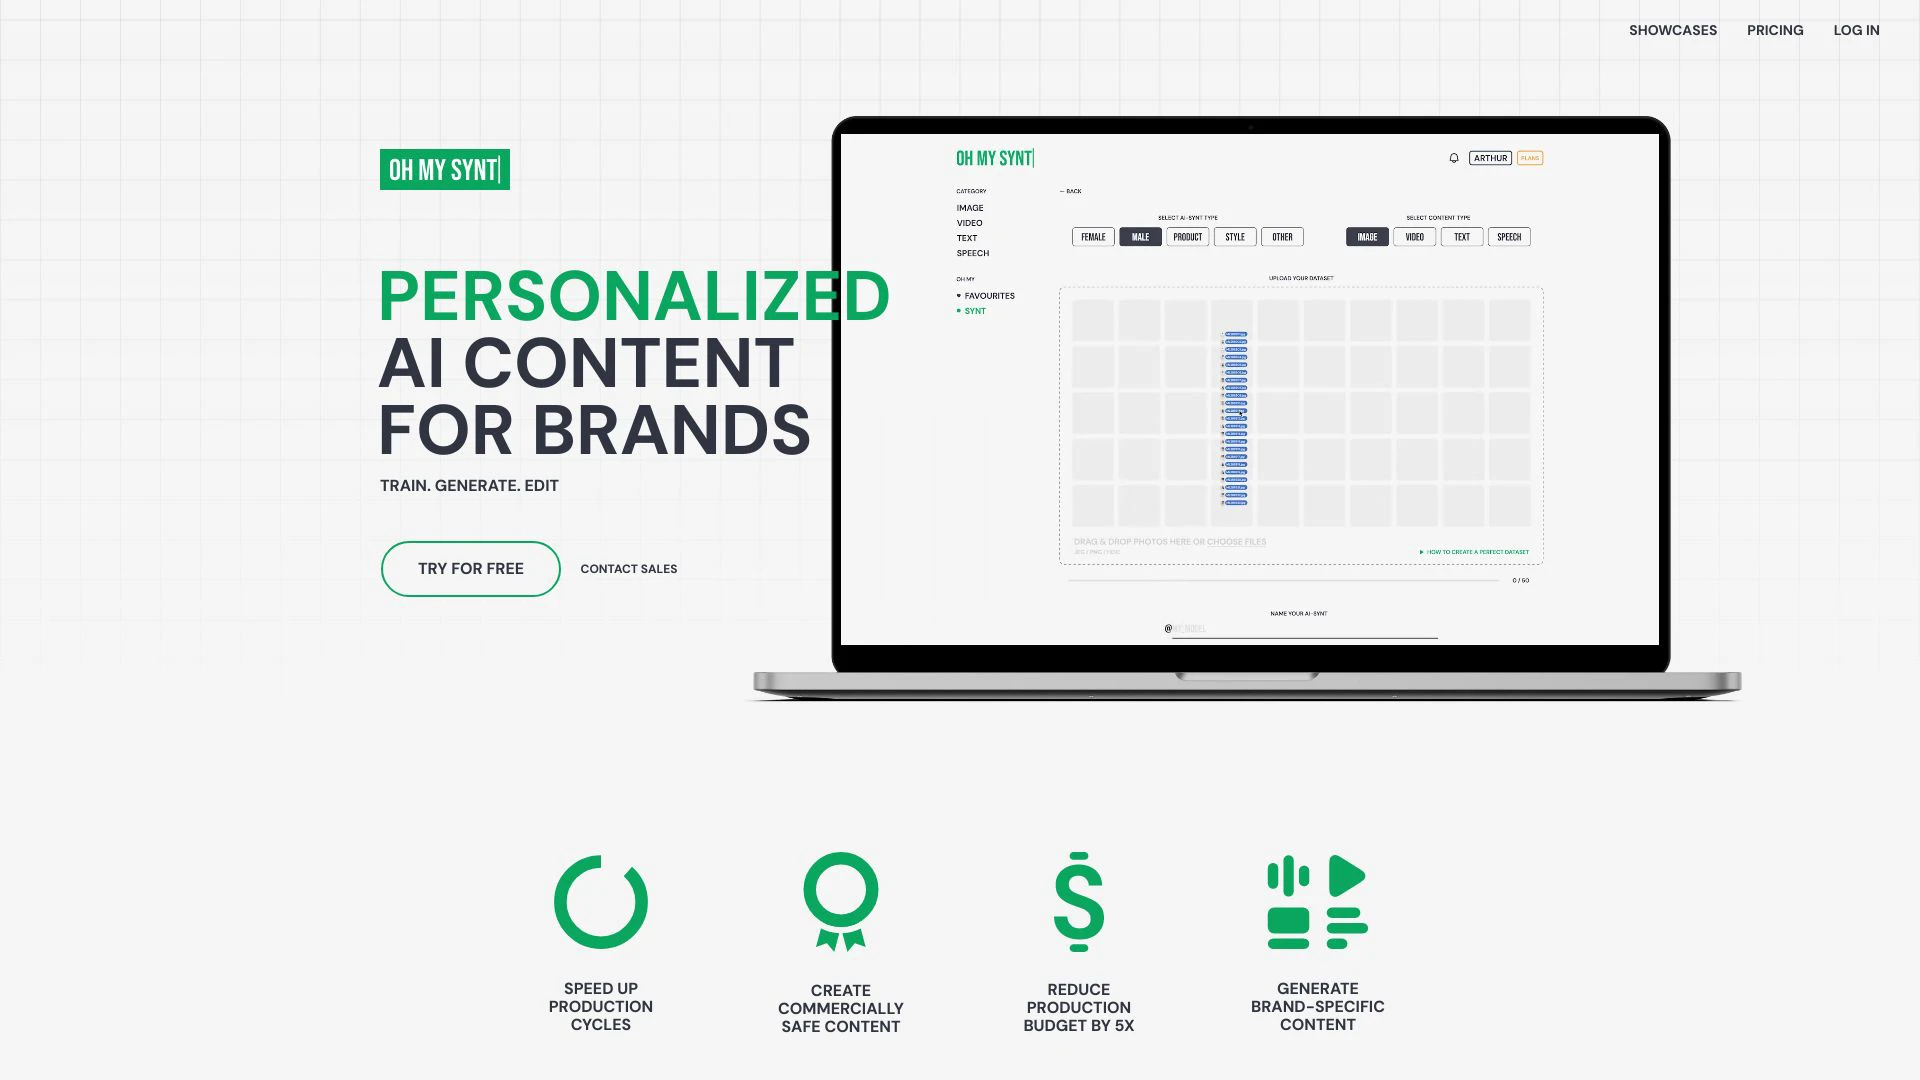 SHOWCASES PRICING LOG IN
OH MY SYNT
PERSONALIZED
AI CONTENT
FOR BRANDS
TRAIN. GENERATE. EDIT
TRY FOR FREE CONTACT SALES
OH MY SYNT
ARTHUR PLANS
CATEGORY
IMAGE
VIDEO
TEXT
SPEECH
OH MY
FAVOURITES
SYNT
← BACK
SELECT AI-SYNT TYPE
FEMALE MALE PRODUCT STYLE OTHER
SELECT CONTENT TYPE
IMAGE VIDEO TEXT SPEECH
UPLOAD YOUR DATASET
DRAG & DROP PHOTOS HERE OR CHOOSE FILES
HOW TO CREATE A PERFECT DATASET
0 / 50
NAME YOUR AI-SYNT
@MY_MODEL
SPEED UP
PRODUCTION
CYCLES
CREATE
COMMERCIALLY
SAFE CONTENT
REDUCE
PRODUCTION
BUDGET BY 5X
GENERATE
BRAND-SPECIFIC
CONTENT